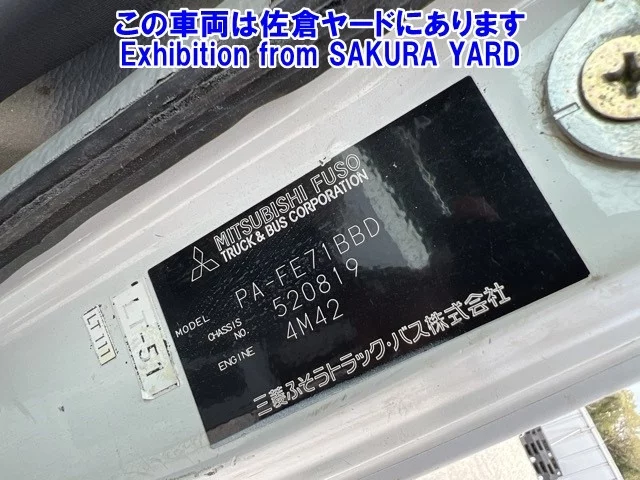 この車両は佐倉ヤードにあります
Exhibition from SAKURA YARD
MITSUBISHI FUSO
TRUCK & BUS CORPORATION
MODEL PA-FE71BBD
CHASSIS NO. 520819
ENGINE 4M42
三菱ふそうトラック・バス株式会社